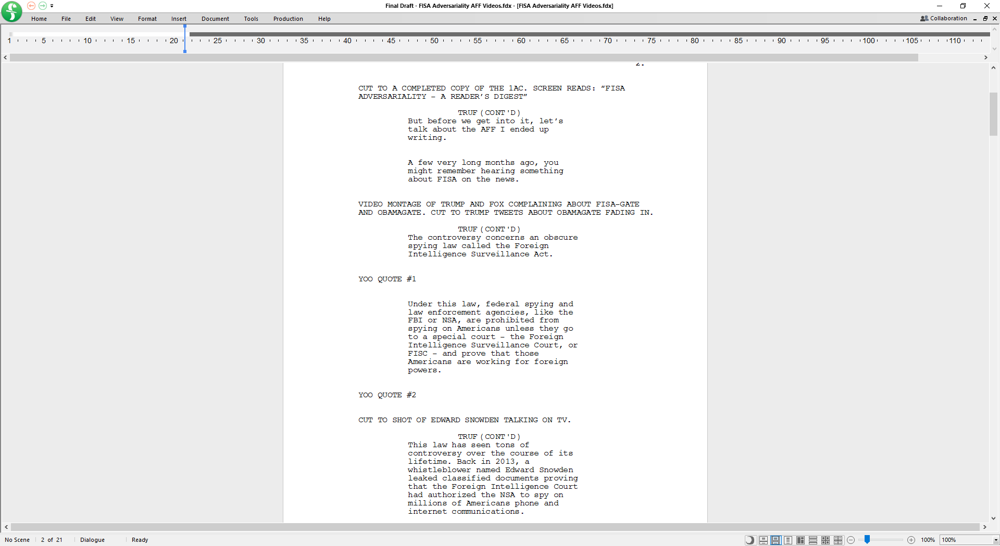 Final Draft - FISA Adversariality AFF Videos.fdx - [FISA Adversariality AFF Videos.fdx]
Home File Edit View Format Insert Document Tools Production Help Collaboration
1 5 10 15 20 25 30 35 40 45 50 55 60 65 70 75 80 85 90 95 100 105 110
2.
CUT TO A COMPLETED COPY OF THE 1AC. SCREEN READS: “FISA
ADVERSARIALITY – A READER’S DIGEST”
TRUF (CONT'D)
But before we get into it, let’s
talk about the AFF I ended up
writing.
A few very long months ago, you
might remember hearing something
about FISA on the news.
VIDEO MONTAGE OF TRUMP AND FOX COMPLAINING ABOUT FISA-GATE
AND OBAMAGATE. CUT TO TRUMP TWEETS ABOUT OBAMAGATE FADING IN.
TRUF (CONT'D)
The controversy concerns an obscure
spying law called the Foreign
Intelligence Surveillance Act.
YOO QUOTE #1
Under this law, federal spying and
law enforcement agencies, like the
FBI or NSA, are prohibited from
spying on Americans unless they go
to a special court – the Foreign
Intelligence Surveillance Court, or
FISC – and prove that those
Americans are working for foreign
powers.
YOO QUOTE #2
CUT TO SHOT OF EDWARD SNOWDEN TALKING ON TV.
TRUF (CONT'D)
This law has seen tons of
controversy over the course of its
lifetime. Back in 2013, a
whistleblower named Edward Snowden
leaked classified documents proving
that the Foreign Intelligence Court
had authorized the NSA to spy on
millions of Americans phone and
internet communications.
No Scene 2 of 21 Dialogue Ready 100% 100%